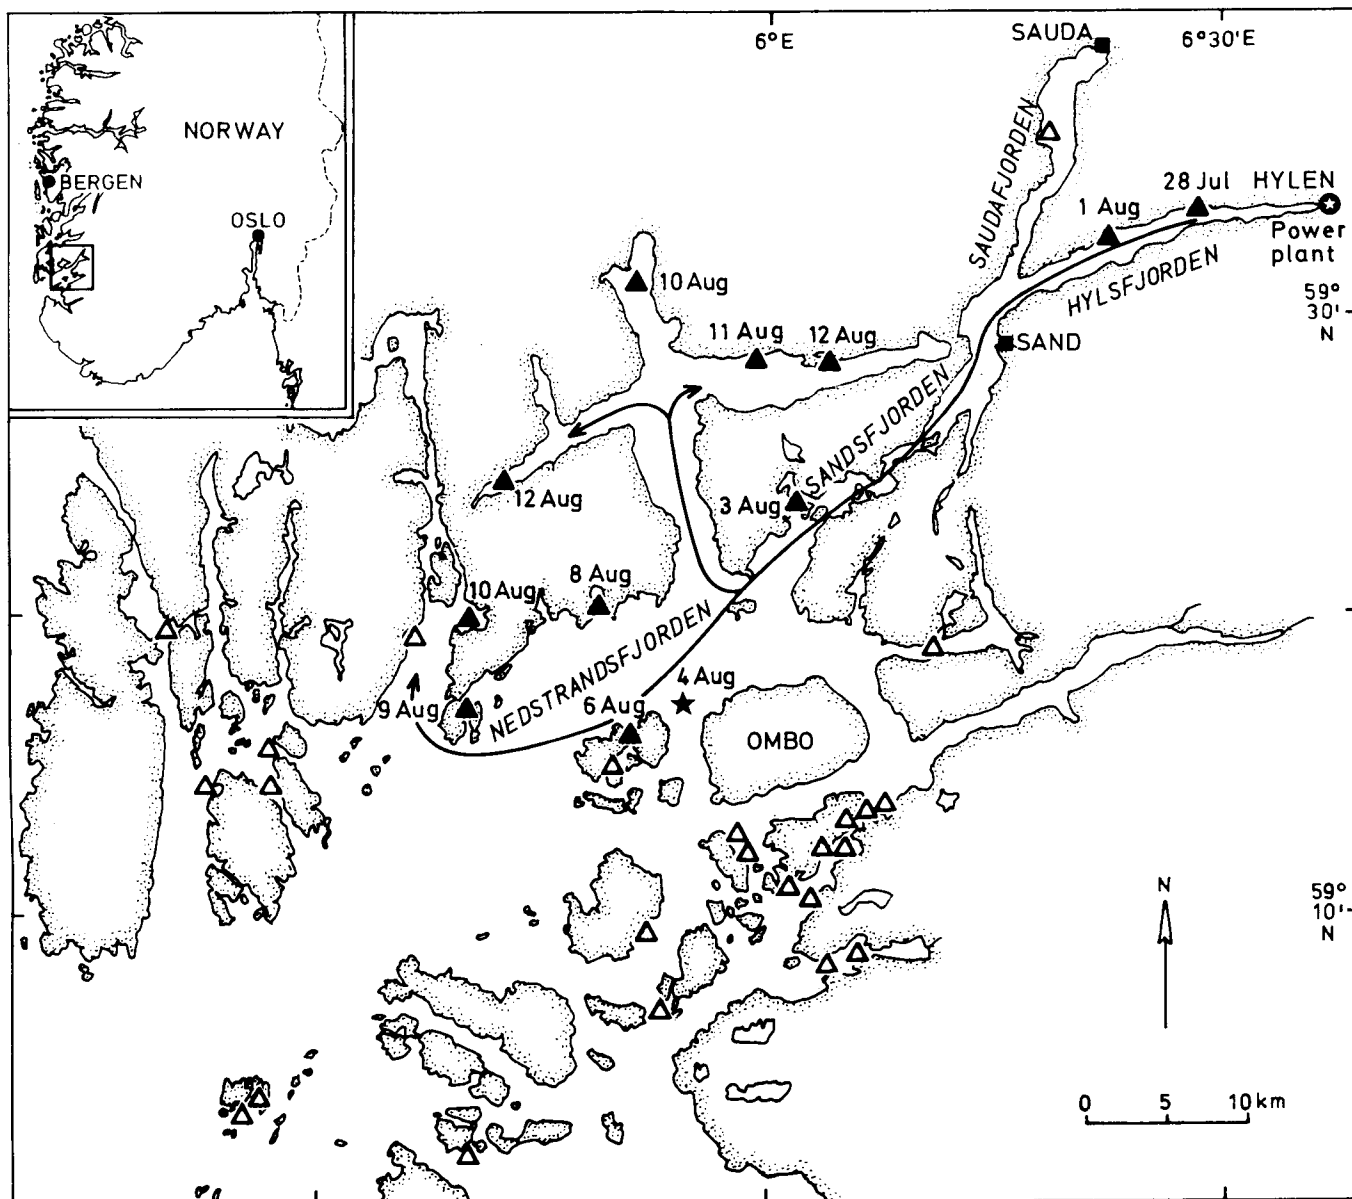 6°E
6°30'E
SAUDA
NORWAY
BERGEN
OSLO
SAUDAFJORDEN
28 Jul
HYLEN
1 Aug
Power
plant
HYLSFJORDEN
59°
30'
N
10 Aug
11 Aug
12 Aug
SAND
SANDSFJORDEN
12 Aug
3 Aug
10 Aug
8 Aug
NEDSTRANDSFJORDEN
4 Aug
9 Aug
6 Aug
OMBO
N
59°
10'
N
0 5 10 km